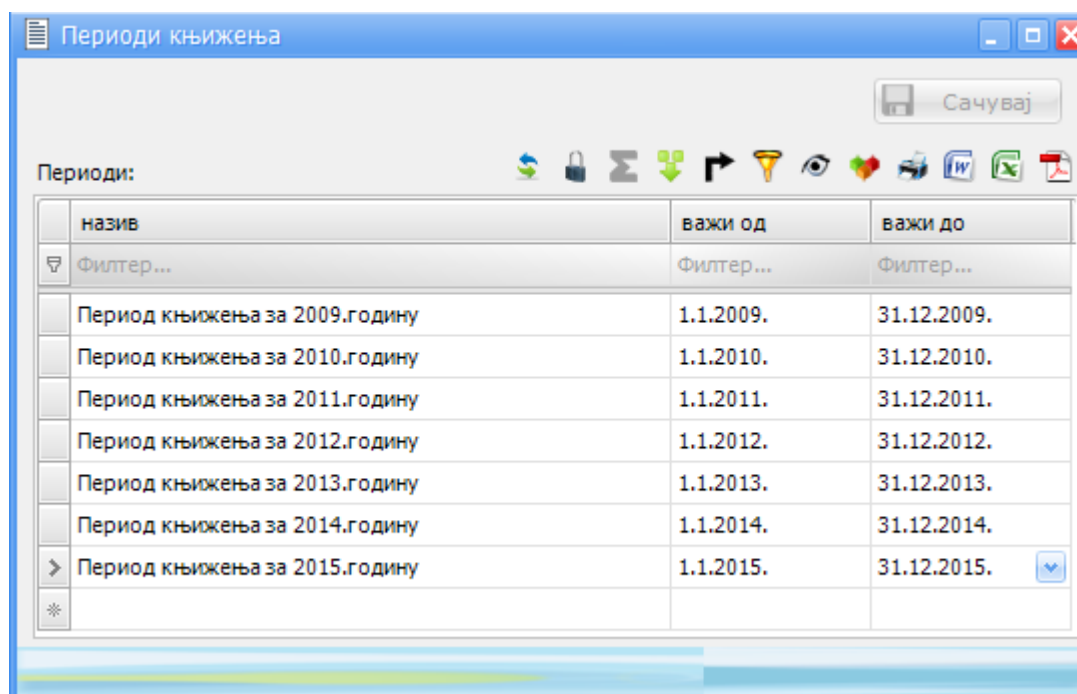 Периоди књижења
Сачувај
Периоди:
назив важи од важи до
Филтер... Филтер... Филтер...
Период књижења за 2009.годину 1.1.2009. 31.12.2009.
Период књижења за 2010.годину 1.1.2010. 31.12.2010.
Период књижења за 2011.годину 1.1.2011. 31.12.2011.
Период књижења за 2012.годину 1.1.2012. 31.12.2012.
Период књижења за 2013.годину 1.1.2013. 31.12.2013.
Период књижења за 2014.годину 1.1.2014. 31.12.2014.
Период књижења за 2015.годину 1.1.2015. 31.12.2015.